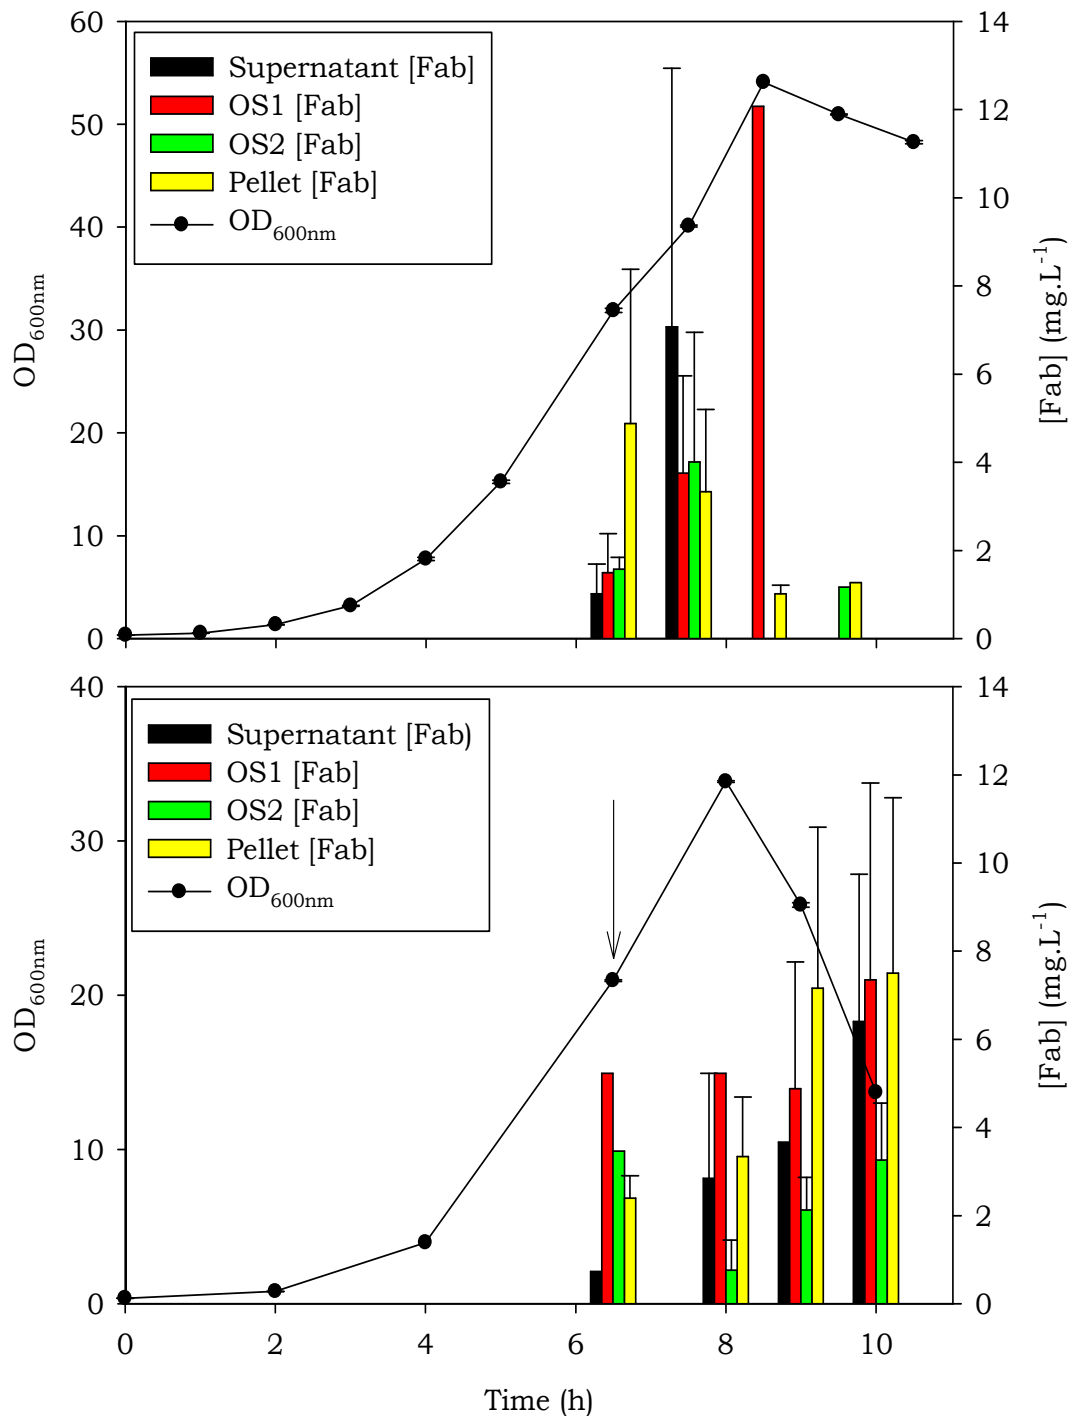 60
50
40
30
20
10
0
OD600nm
Supernatant [Fab]
OS1 [Fab]
OS2 [Fab]
Pellet [Fab]
OD600nm
14
12
10
8
6
4
2
0
[Fab] (mg.L-1)
40
30
20
10
0
OD600nm
Supernatant [Fab)
OS1 [Fab]
OS2 [Fab]
Pellet [Fab]
OD600nm
14
12
10
8
6
4
2
0
[Fab] (mg.L-1)
0 2 4 6 8 10
Time (h)